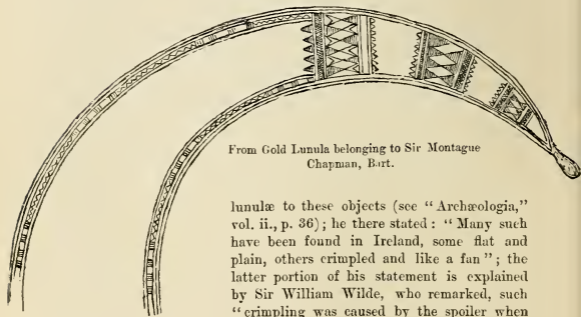 From Gold Lunula belonging to Sir Montague
Chapman, Bart.
lunulæ to these objects (see "Archæologia,"
vol. ii., p. 36); he there stated: "Many such
have been found in Ireland, some flat and
plain, others crimpled and like a fan"; the
latter portion of his statement is explained
by Sir William Wilde, who remarked, such
"crimpling was caused by the spoiler when